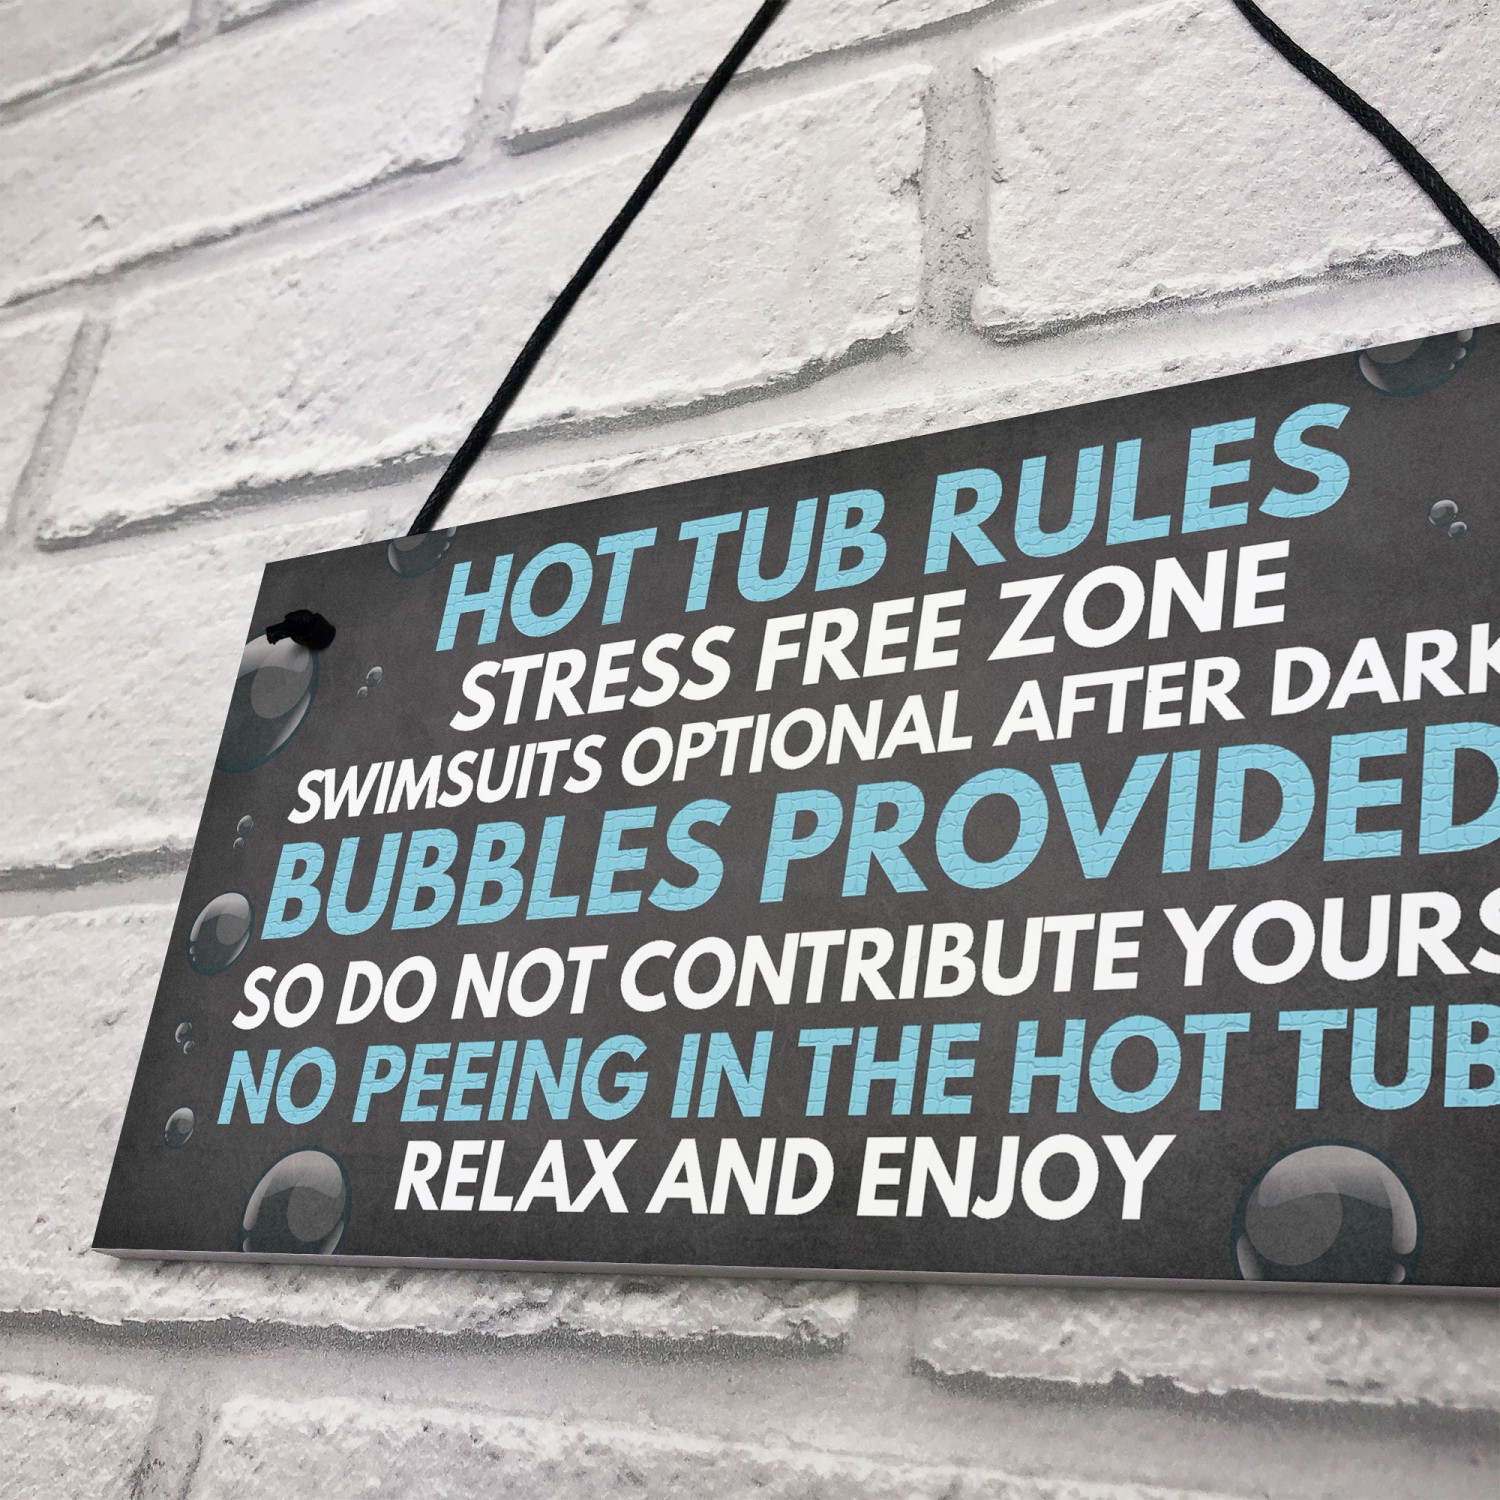 HOT TUB RULES
STRESS FREE ZONE
SWIMSUITS OPTIONAL AFTER DARK
BUBBLES PROVIDED
SO DO NOT CONTRIBUTE YOURS
NO PEEING IN THE HOT TUB
RELAX AND ENJOY